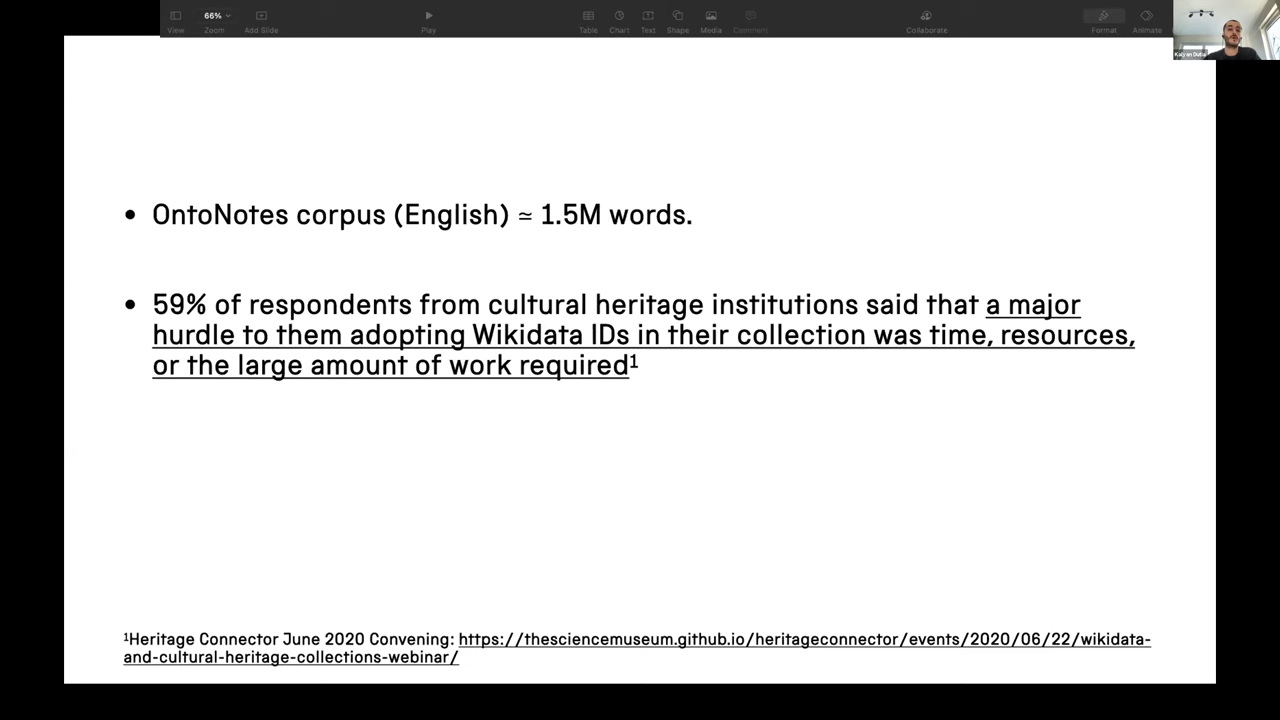 66%
View
Zoom
Add Slide
Play
Table
Chart
Text
Shape
Media
Comment
Collaborate
Format
Animate
• OntoNotes corpus (English) ≃ 1.5M words.
• 59% of respondents from cultural heritage institutions said that a major
hurdle to them adopting Wikidata IDs in their collection was time, resources,
or the large amount of work required¹
¹Heritage Connector June 2020 Convening: https://thesciencemuseum.github.io/heritageconnector/events/2020/06/22/wikidata-
and-cultural-heritage-collections-webinar/